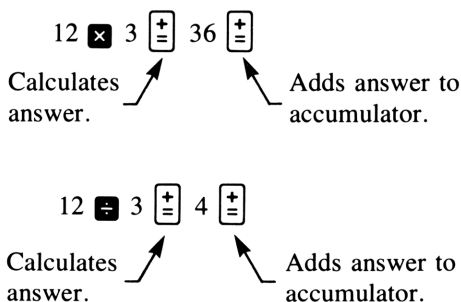 12 × 3 + = 36 + =
Calculates answer.
Adds answer to accumulator.
12 ÷ 3 + = 4 + =
Calculates answer.
Adds answer to accumulator.